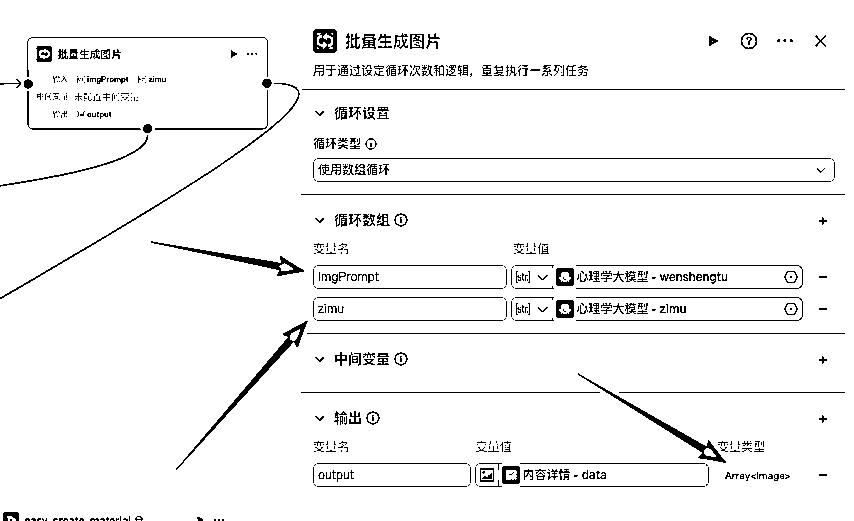 批量生成图片
输入 imgPrompt zimu
中间变量 未配置中间变量
输出 output
批量生成图片
用于通过设定循环次数和逻辑，重复执行一系列任务
循环设置
循环类型
使用数组循环
循环数组
变量名 变量值
imgPrompt [str] 心理学大模型 - wenshengtu
zimu [str] 心理学大模型 - zimu
中间变量
输出
变量名 变量值 变量类型
output 内容详情 - data Array<Image>
easy_create_material